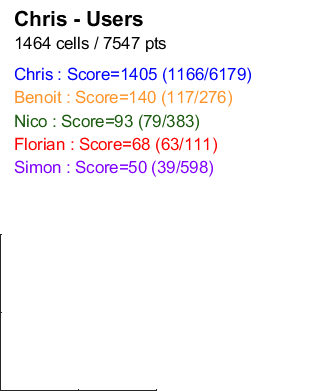 Chris - Users
1464 cells / 7547 pts
Chris : Score=1405 (1166/6179)
Benoit : Score=140 (117/276)
Nico : Score=93 (79/383)
Florian : Score=68 (63/111)
Simon : Score=50 (39/598)